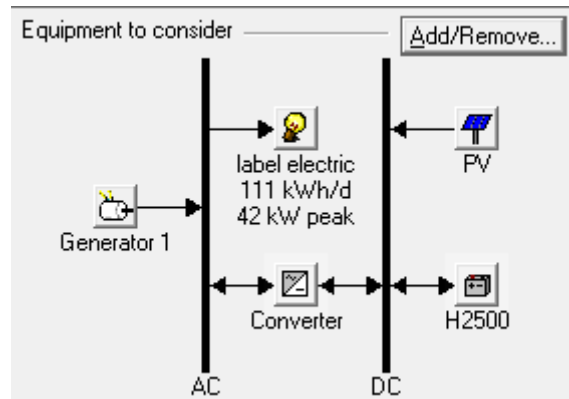 Equipment to consider
Add/Remove...
label electric
111 kWh/d
42 kW peak
PV
Generator 1
Converter
H2500
AC
DC